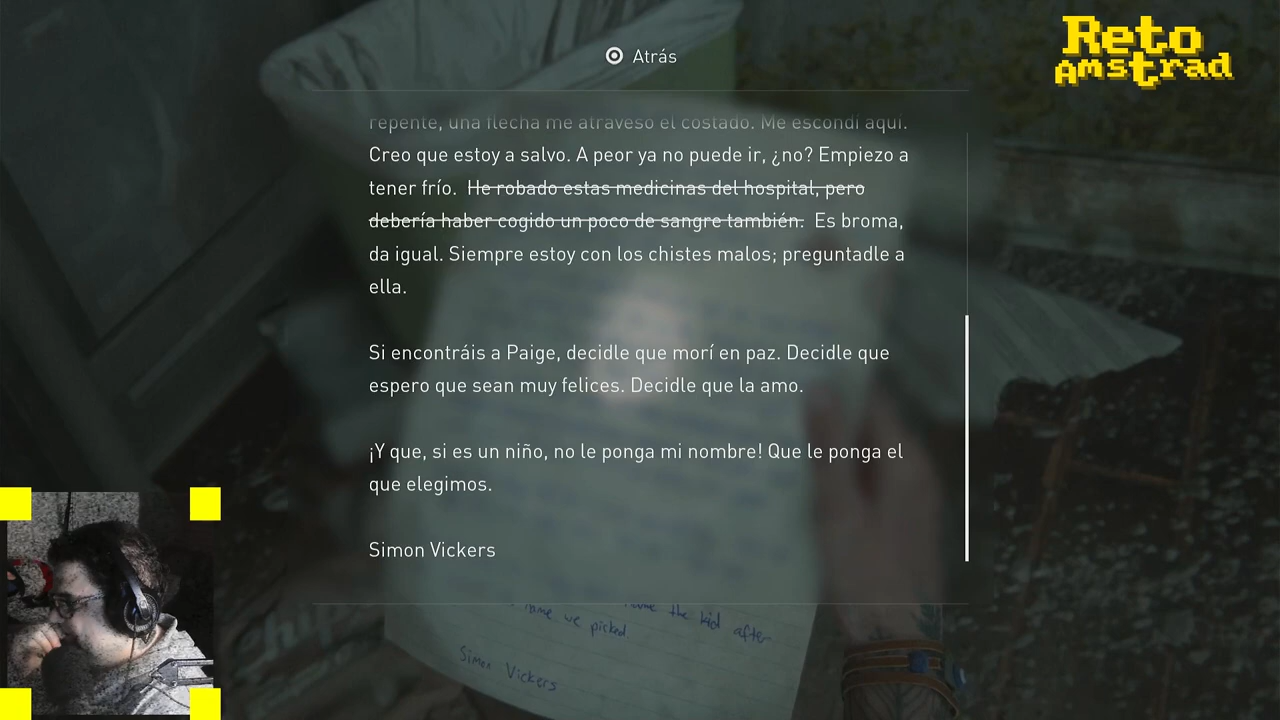 Reto
Amstrad
Atrás
repente, una flecha me atravesó el costado. Me escondí aquí.
Creo que estoy a salvo. A peor ya no puede ir, ¿no? Empiezo a
tener frío. He robado estas medicinas del hospital, pero
debería haber cogido un poco de sangre también. Es broma,
da igual. Siempre estoy con los chistes malos; preguntadle a
ella.
Si encontráis a Paige, decidle que morí en paz. Decidle que
espero que sean muy felices. Decidle que la amo.
¡Y que, si es un niño, no le ponga mi nombre! Que le ponga el
que elegimos.
Simon Vickers
name the kid after
name we picked
Simon Vickers